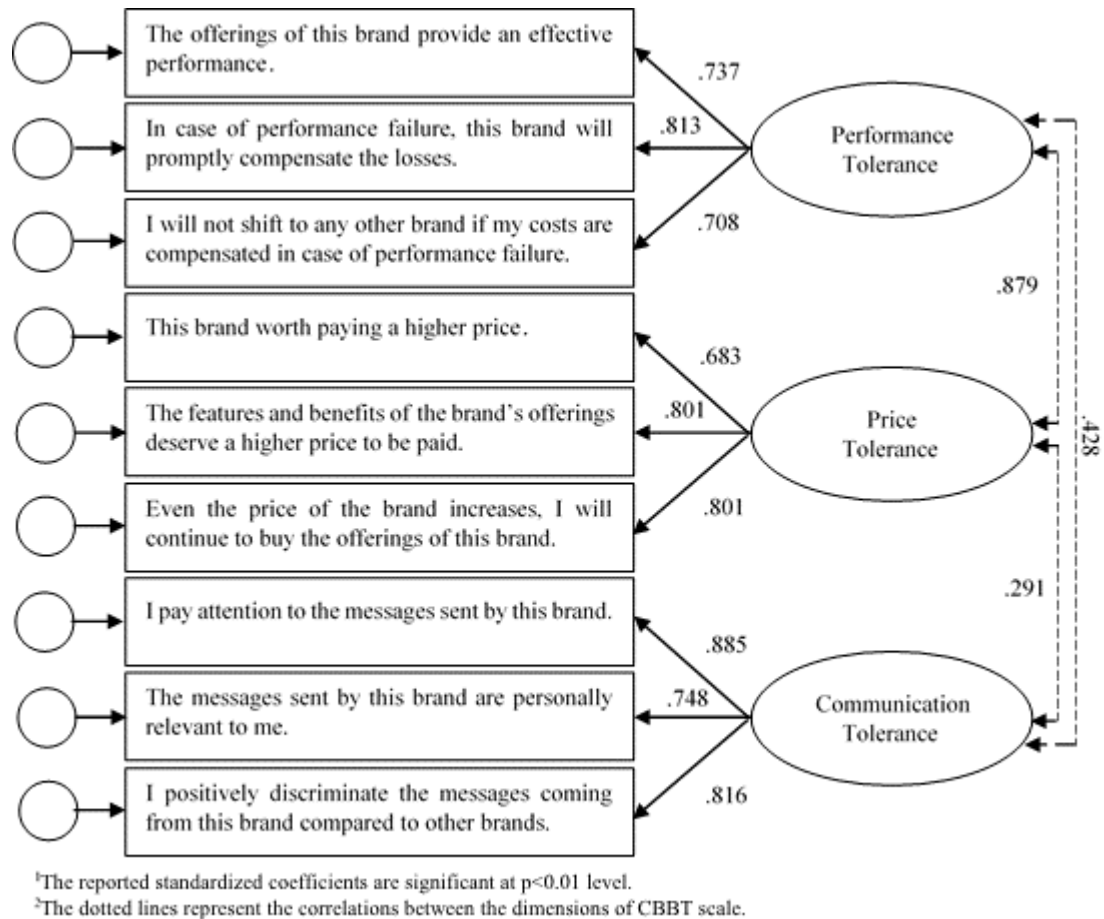 The offerings of this brand provide an effective
performance.
.737
In case of performance failure, this brand will
promptly compensate the losses.
.813
Performance
Tolerance
I will not shift to any other brand if my costs are
compensated in case of performance failure.
.708
.879
This brand worth paying a higher price.
.683
The features and benefits of the brand's offerings
deserve a higher price to be paid.
.801
Price
Tolerance
.428
Even the price of the brand increases, I will
continue to buy the offerings of this brand.
.801
.291
I pay attention to the messages sent by this brand.
.885
The messages sent by this brand are personally
relevant to me.
.748
Communication
Tolerance
I positively discriminate the messages coming
from this brand compared to other brands.
.816
¹The reported standardized coefficients are significant at p<0.01 level.
²The dotted lines represent the correlations between the dimensions of CBBT scale.